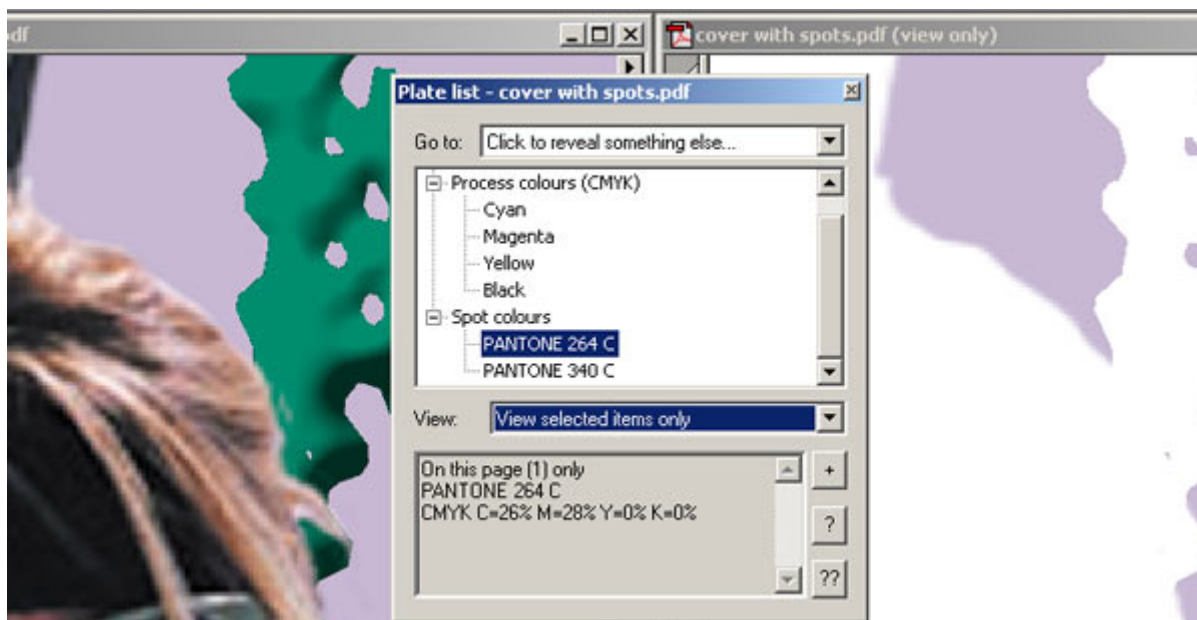 df
cover with spots.pdf (view only)
Plate list - cover with spots.pdf
Go to: Click to reveal something else...
Process colours (CMYK)
Cyan
Magenta
Yellow
Black
Spot colours
PANTONE 264 C
PANTONE 340 C
View: View selected items only
On this page (1) only
PANTONE 264 C
CMYK C=26% M=28% Y=0% K=0%
+
?
??